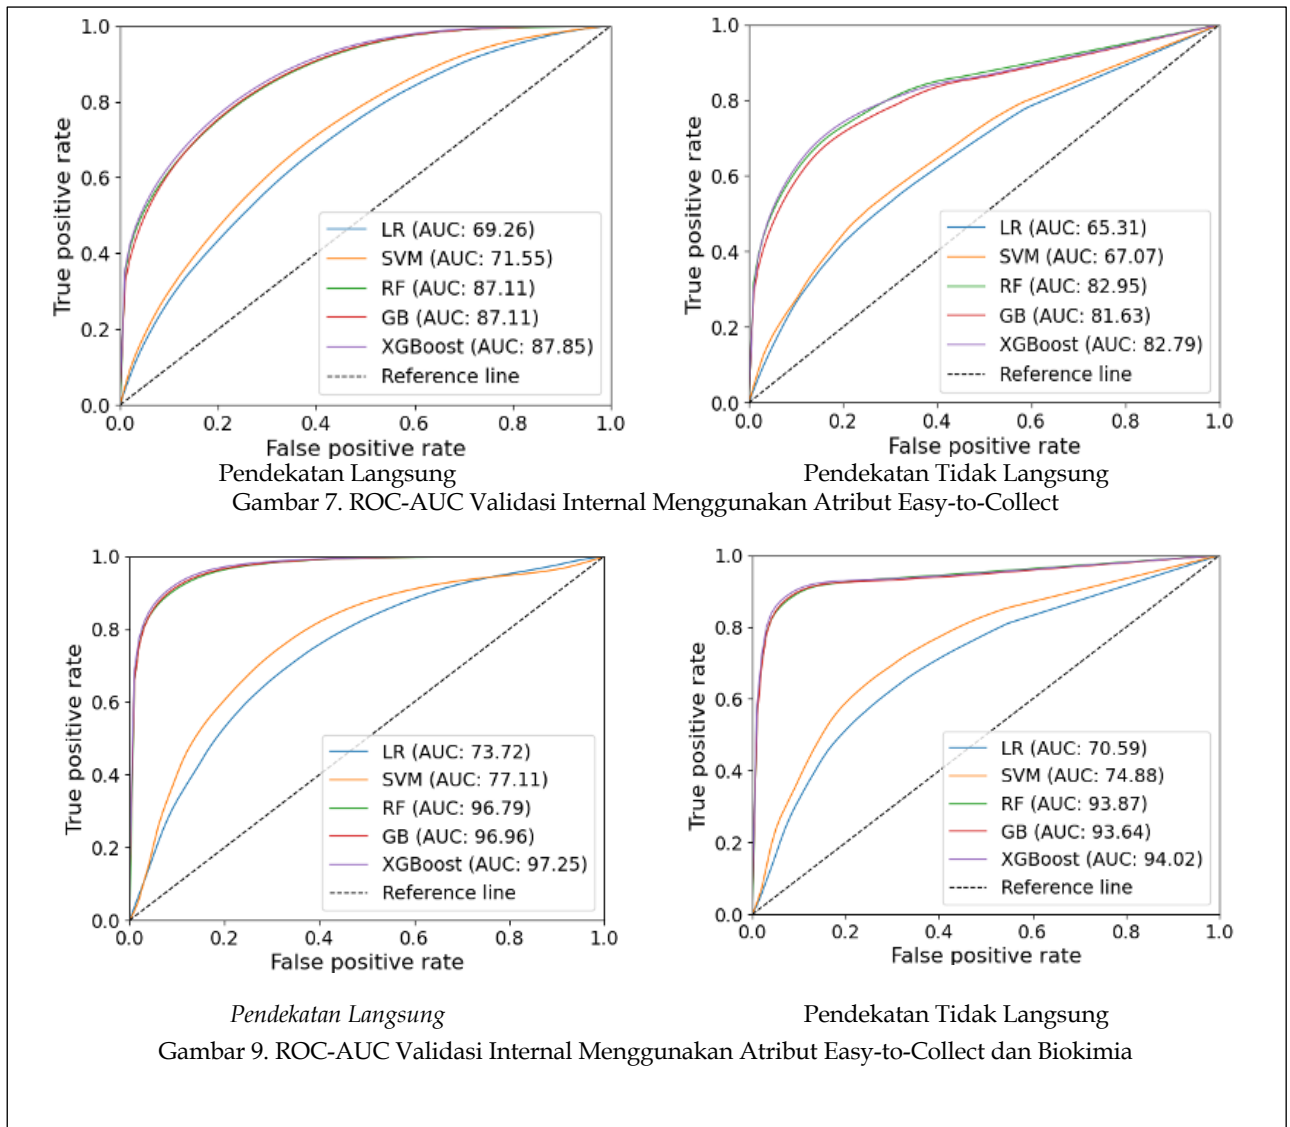 1.0
0.8
0.6
0.4
0.2
0.0
True positive rate
LR (AUC: 69.26)
SVM (AUC: 71.55)
RF (AUC: 87.11)
GB (AUC: 87.11)
XGBoost (AUC: 87.85)
Reference line
0.0 0.2 0.4 0.6 0.8 1.0
False positive rate
Pendekatan Langsung
1.0
0.8
0.6
0.4
0.2
0.0
True positive rate
LR (AUC: 65.31)
SVM (AUC: 67.07)
RF (AUC: 82.95)
GB (AUC: 81.63)
XGBoost (AUC: 82.79)
Reference line
0.0 0.2 0.4 0.6 0.8 1.0
False positive rate
Pendekatan Tidak Langsung
Gambar 7. ROC-AUC Validasi Internal Menggunakan Atribut Easy-to-Collect
1.0
0.8
0.6
0.4
0.2
0.0
True positive rate
LR (AUC: 73.72)
SVM (AUC: 77.11)
RF (AUC: 96.79)
GB (AUC: 96.96)
XGBoost (AUC: 97.25)
Reference line
0.0 0.2 0.4 0.6 0.8 1.0
False positive rate
Pendekatan Langsung
1.0
0.8
0.6
0.4
0.2
0.0
True positive rate
LR (AUC: 70.59)
SVM (AUC: 74.88)
RF (AUC: 93.87)
GB (AUC: 93.64)
XGBoost (AUC: 94.02)
Reference line
0.0 0.2 0.4 0.6 0.8 1.0
False positive rate
Pendekatan Tidak Langsung
Gambar 9. ROC-AUC Validasi Internal Menggunakan Atribut Easy-to-Collect dan Biokimia